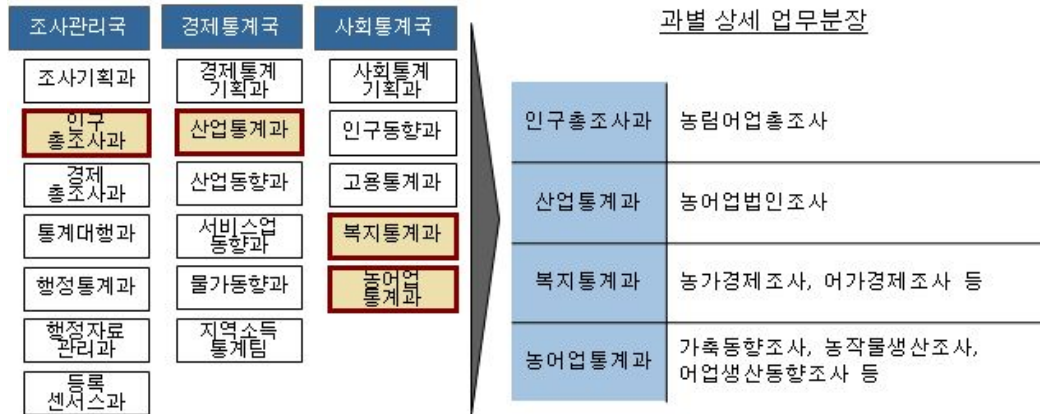 조사관리국
조사기획과
인구
총조사과
경제
총조사과
통계대행과
행정통계과
행정자료
관리과
등록
센서스과
경제통계국
경제통계
기획과
산업통계과
산업동향과
서비스업
동향과
물가동향과
지역소득
통계팀
사회통계국
사회통계
기획과
인구동향과
고용통계과
복지통계과
농어업
통계과
과별 상세 업무분장
인구총조사과 농림어업총조사
산업통계과 농어업법인조사
복지통계과 농가경제조사, 어가경제조사 등
농어업통계과 가축동향조사, 농작물생산조사,
어업생산동향조사 등